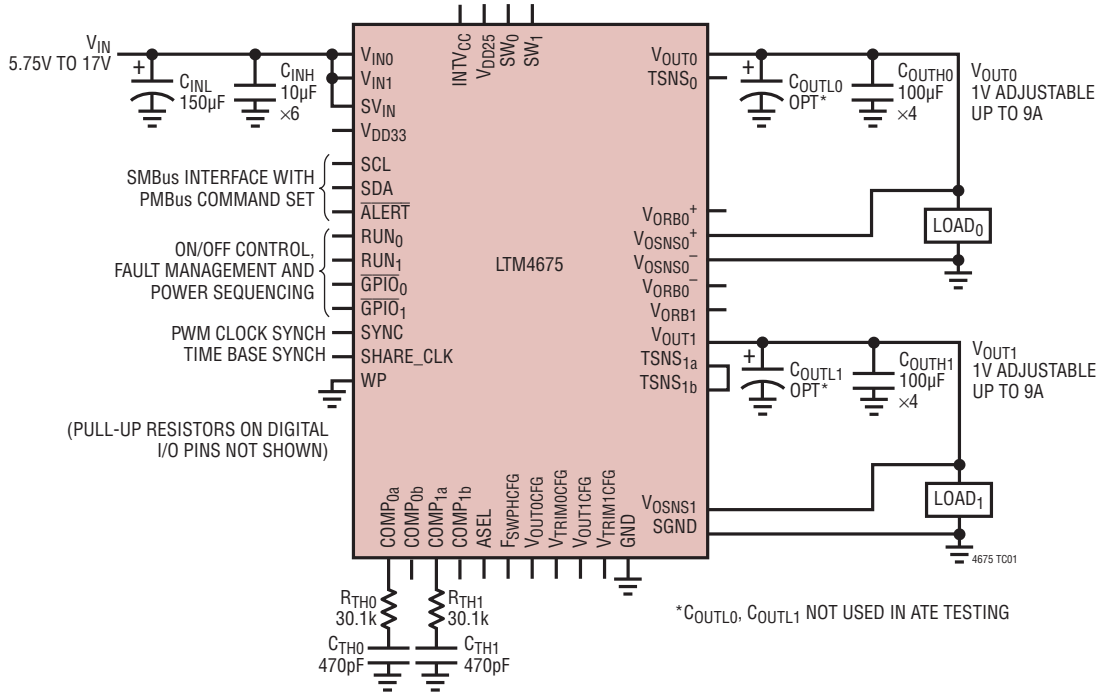 INTVCC
VDD25
SW0
SW1
VIN
5.75V TO 17V
+
CINL
150µF
CINH
10µF
×6
VIN0
VIN1
SVIN
VDD33
SMBus INTERFACE WITH
PMBus COMMAND SET
SCL
SDA
ALERT
ON/OFF CONTROL,
FAULT MANAGEMENT AND
POWER SEQUENCING
RUN0
RUN1
GPIO0
GPIO1
PWM CLOCK SYNCH
SYNC
TIME BASE SYNCH
SHARE_CLK
WP
(PULL-UP RESISTORS ON DIGITAL
I/O PINS NOT SHOWN)
LTM4675
VOUT0
TSNS0
+
COUTL0
OPT*
COUTH0
100µF
×4
VOUT0
1V ADJUSTABLE
UP TO 9A
VORB0+
VOSNS0+
VOSNS0–
VORB0–
LOAD0
VORB1
VOUT1
TSNS1a
TSNS1b
+
COUTL1
OPT*
COUTH1
100µF
×4
VOUT1
1V ADJUSTABLE
UP TO 9A
VOSNS1
SGND
LOAD1
4675 TC01
COMP0a
COMP0b
COMP1a
COMP1b
ASEL
FSWPHCFG
VOUT0CFG
VTRIM0CFG
VOUT1CFG
VTRIM1CFG
GND
RTH0
30.1k
RTH1
30.1k
CTH0
470pF
CTH1
470pF
*COUTL0, COUTL1 NOT USED IN ATE TESTING